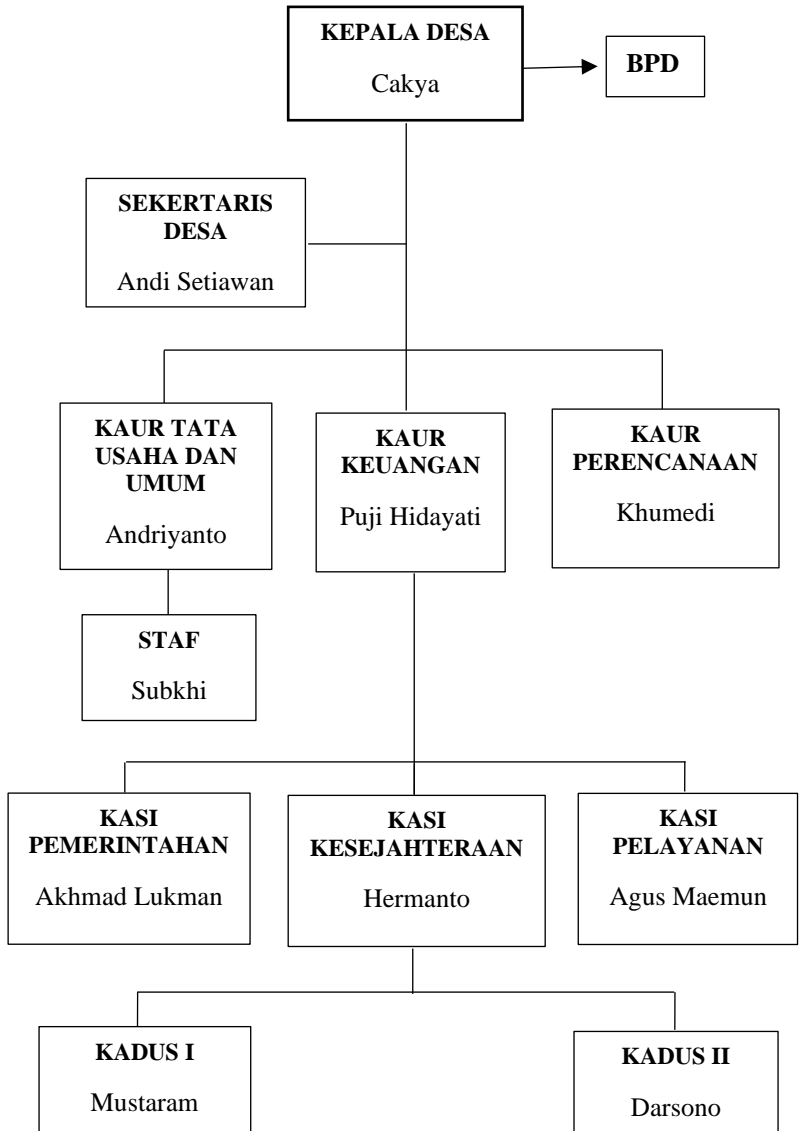 KEPALA DESA
Cakya
BPD
SEKERTARIS
DESA
Andi Setiawan
KAUR TATA
USAHA DAN
UMUM
Andriyanto
KAUR
KEUANGAN
Puji Hidayati
KAUR
PERENCANAAN
Khumedi
STAF
Subkhi
KASI
PEMERINTAHAN
Akhmad Lukman
KASI
KESEJAHTERAAN
Hermanto
KASI
PELAYANAN
Agus Maemun
KADUS I
Mustaram
KADUS II
Darsono